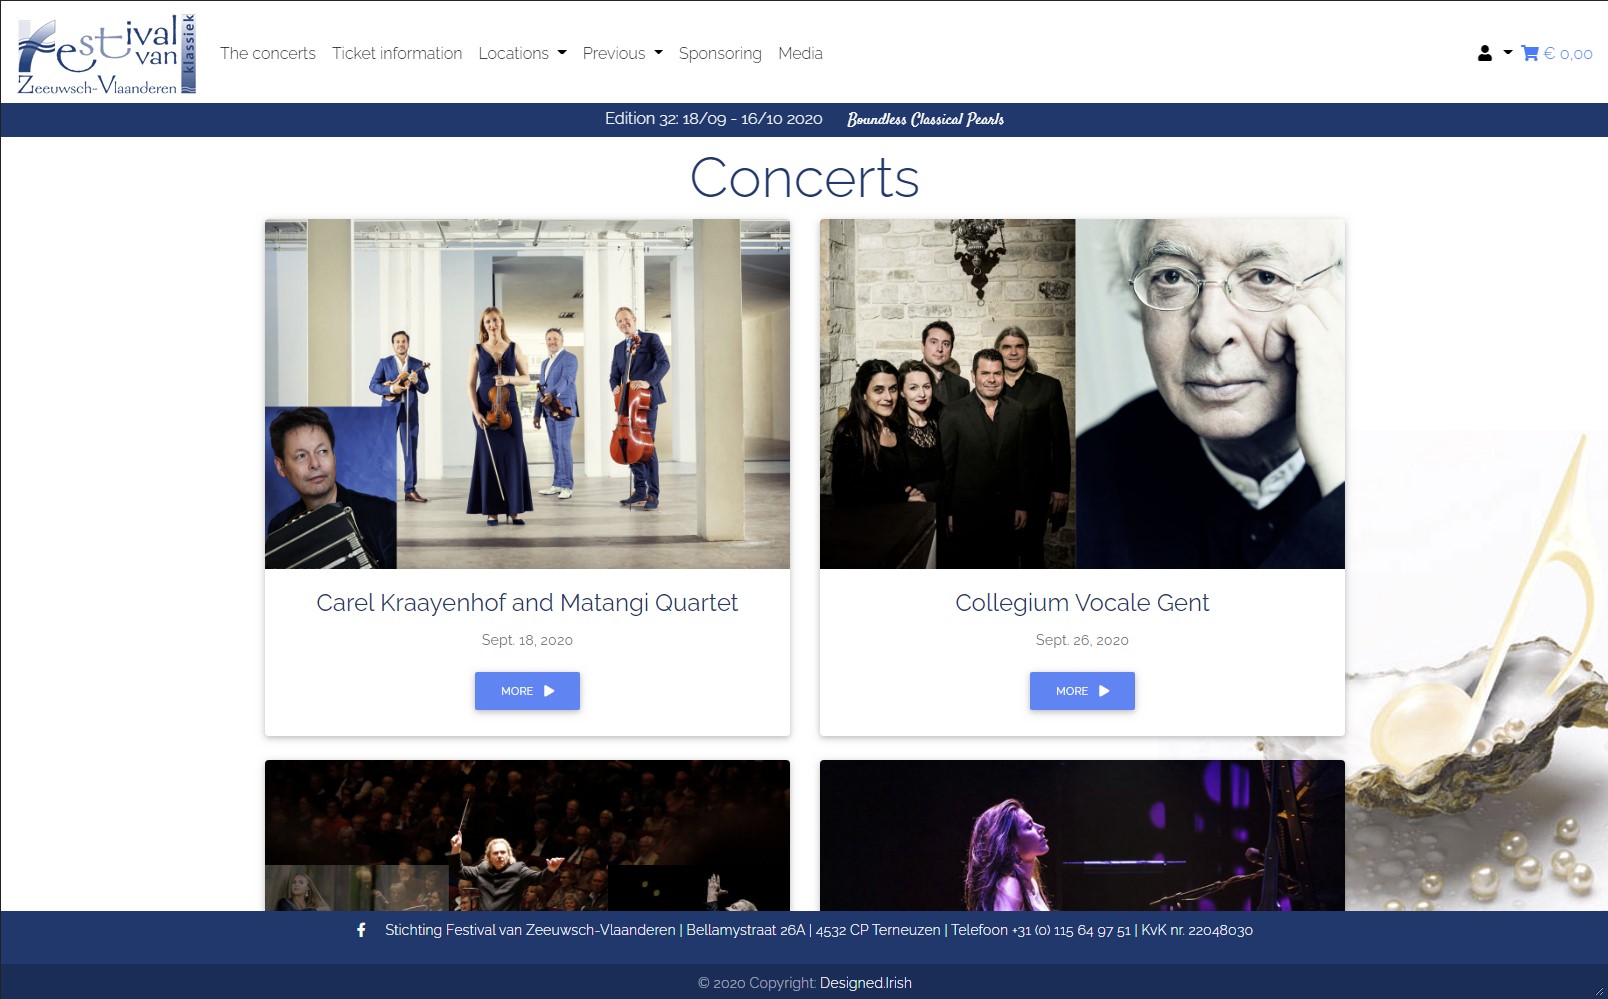 Festival
van
Zeeuwsch-Vlaanderen
klassiek
The concerts Ticket information Locations Previous Sponsoring Media
€ 0,00
Edition 32: 18/09 - 16/10 2020 Boundless Classical Pearls
Concerts
Carel Kraayenhof and Matangi Quartet
Sept. 18, 2020
MORE
Collegium Vocale Gent
Sept. 26, 2020
MORE
Stichting Festival van Zeeuwsch-Vlaanderen | Bellamystraat 26A | 4532 CP Terneuzen | Telefoon +31 (0) 115 64 97 51 | KvK nr. 22048030
© 2020 Copyright: Designed.Irish